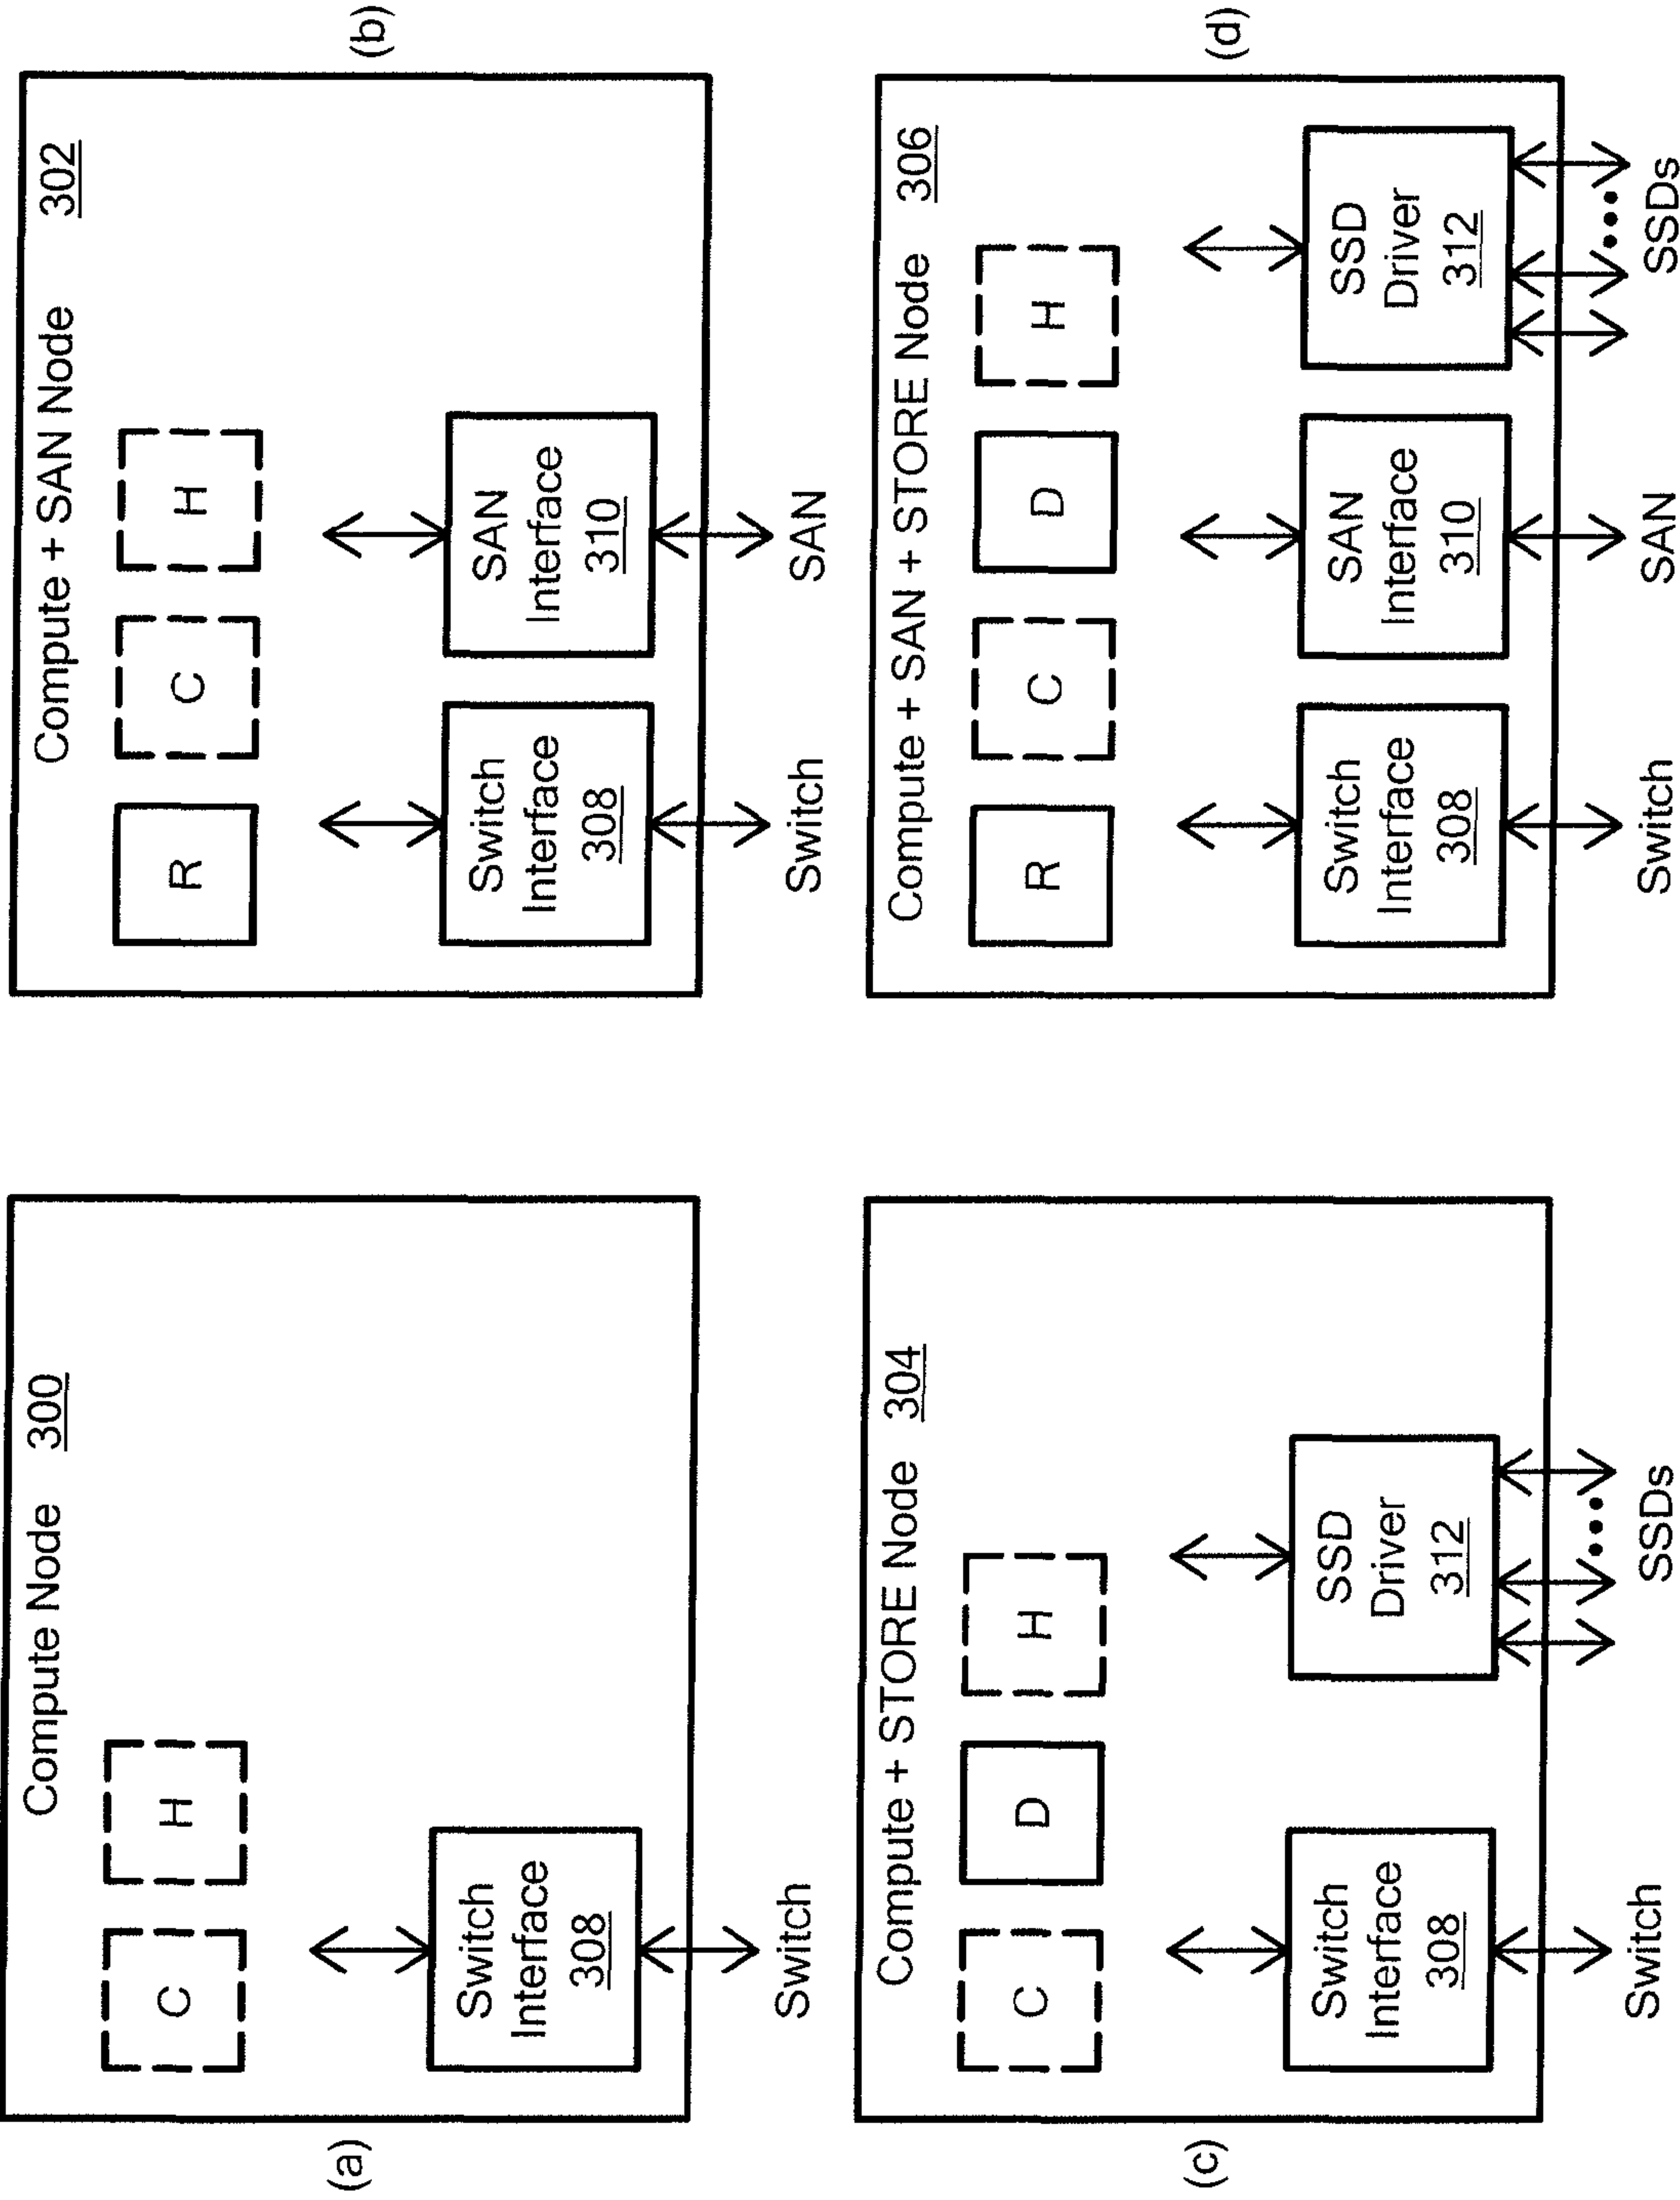 (a)
Compute Node 300
C
H
Switch
Interface
308
Switch
(b)
Compute + SAN Node 302
R
C
H
Switch
Interface
308
SAN
Interface
310
Switch
SAN
(c)
Compute + STORE Node 304
C
D
H
Switch
Interface
308
SSD
Driver
312
Switch
SSDs
(d)
Compute + SAN + STORE Node 306
R
C
D
H
Switch
Interface
308
SAN
Interface
310
SSD
Driver
312
Switch
SAN
SSDs